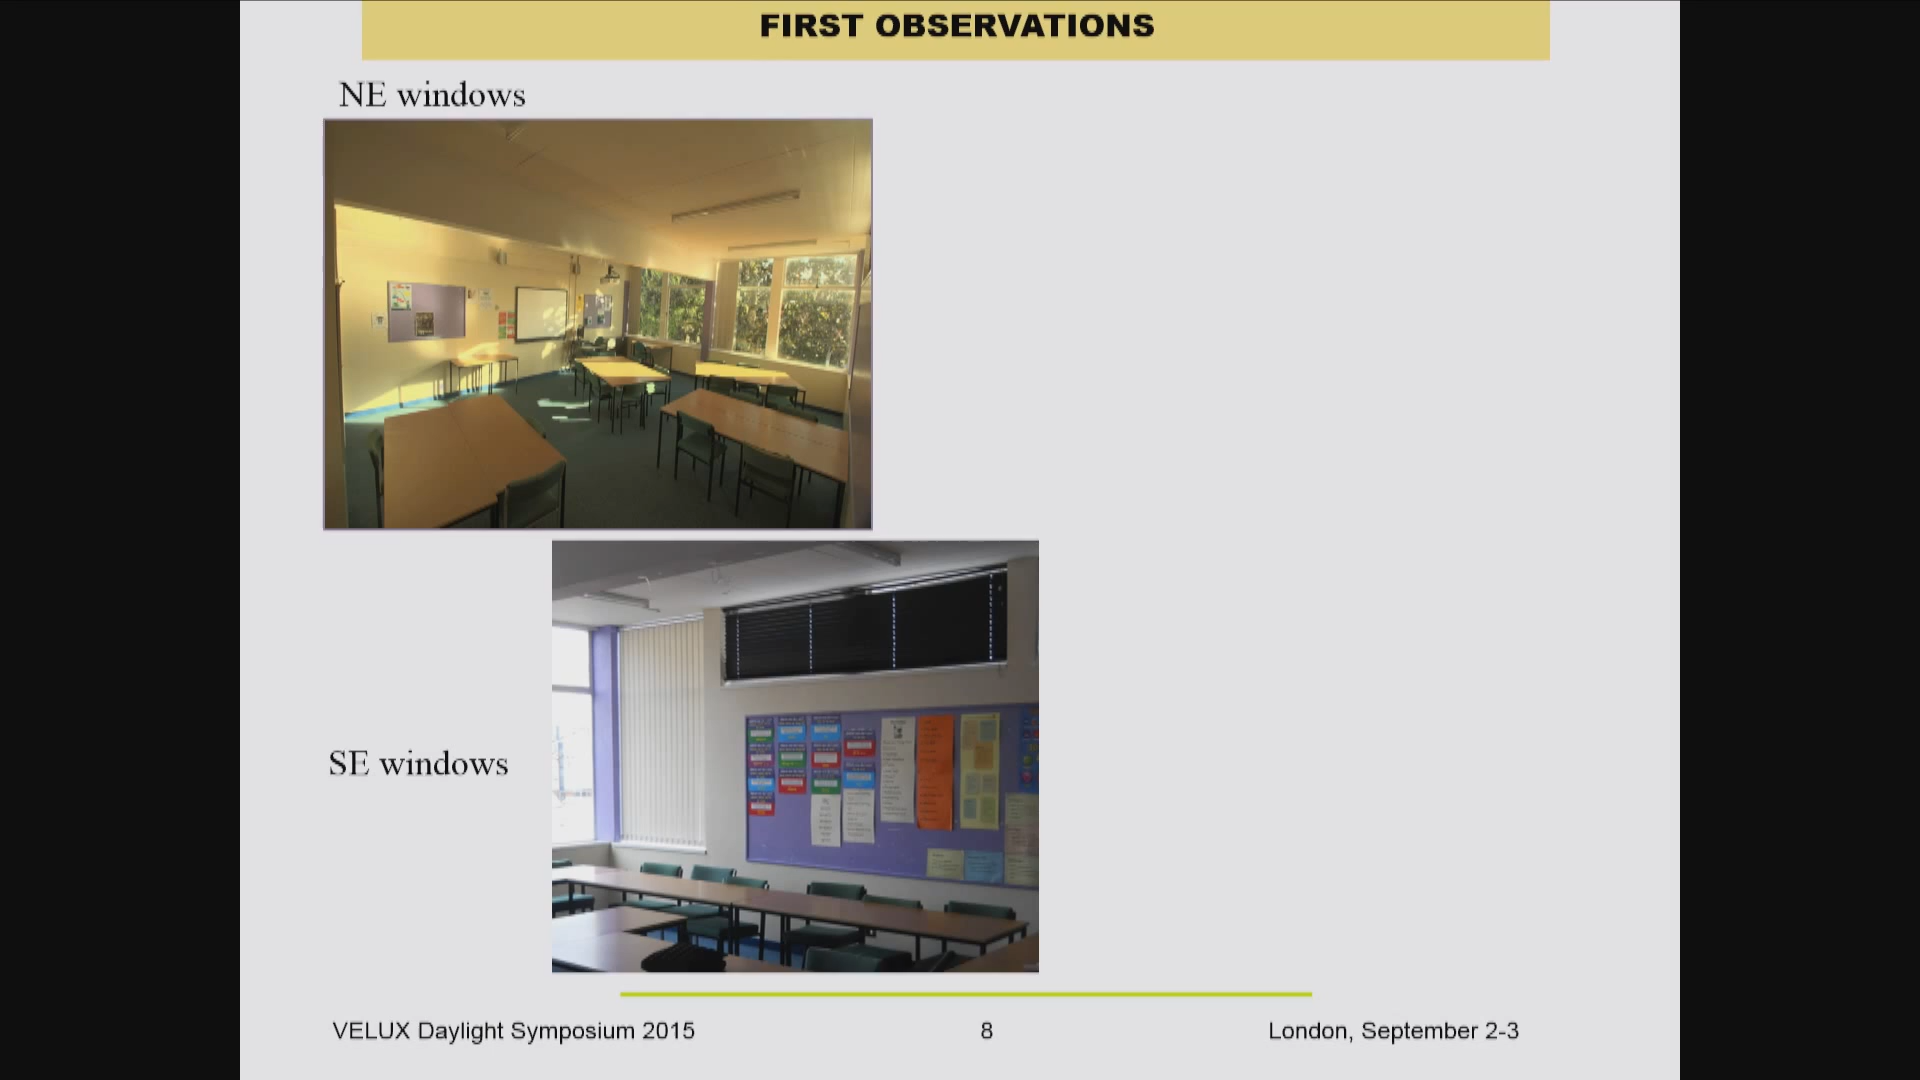 FIRST OBSERVATIONS
NE windows
SE windows
VELUX Daylight Symposium 2015
8
London, September 2-3